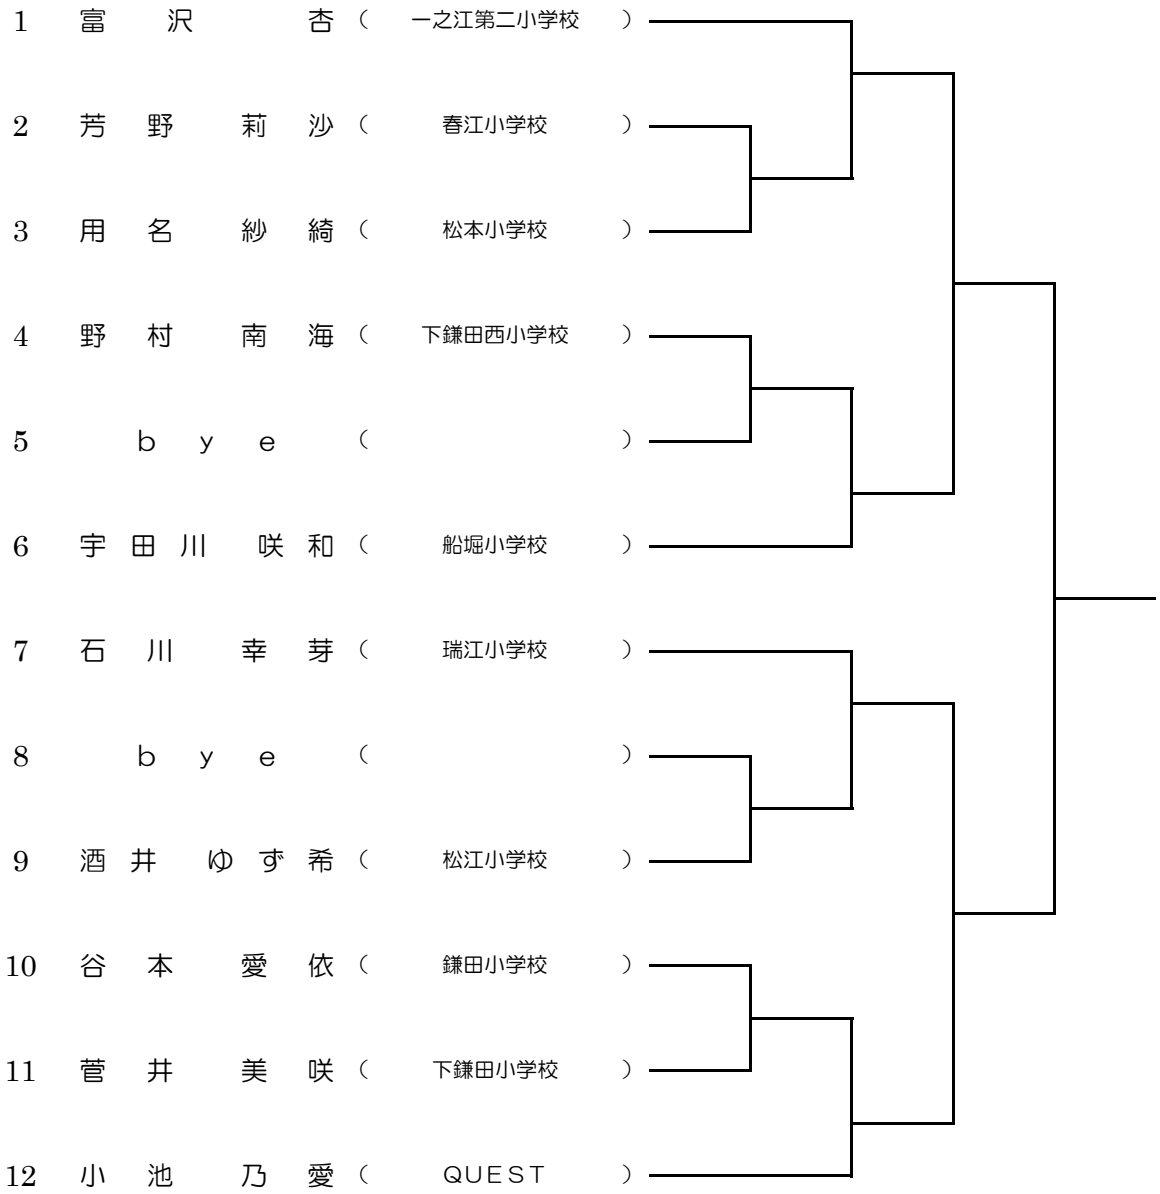 1 富沢 杏 （ 一之江第二小学校 ）
2 芳野 莉沙 （ 春江小学校 ）
3 用名 紗綺 （ 松本小学校 ）
4 野村 南海 （ 下鎌田西小学校 ）
5 ｂｙｅ （ ）
6 宇田川 咲和 （ 船堀小学校 ）
7 石川 幸芽 （ 瑞江小学校 ）
8 ｂｙｅ （ ）
9 酒井 ゆず希 （ 松江小学校 ）
10 谷本 愛依 （ 鎌田小学校 ）
11 菅井 美咲 （ 下鎌田小学校 ）
12 小池 乃愛 （ ＱＵＥＳＴ ）